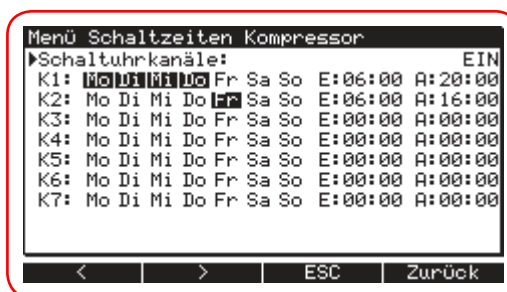 Menü Schaltzeiten Kompressor
▶Schaltuhrkanäle: EIN
K1: Mo Di Mi Do Fr Sa So E:06:00 A:20:00
K2: Mo Di Mi Do Fr Sa So E:06:00 A:16:00
K3: Mo Di Mi Do Fr Sa So E:00:00 A:00:00
K4: Mo Di Mi Do Fr Sa So E:00:00 A:00:00
K5: Mo Di Mi Do Fr Sa So E:00:00 A:00:00
K6: Mo Di Mi Do Fr Sa So E:00:00 A:00:00
K7: Mo Di Mi Do Fr Sa So E:00:00 A:00:00
< > ESC Zurück